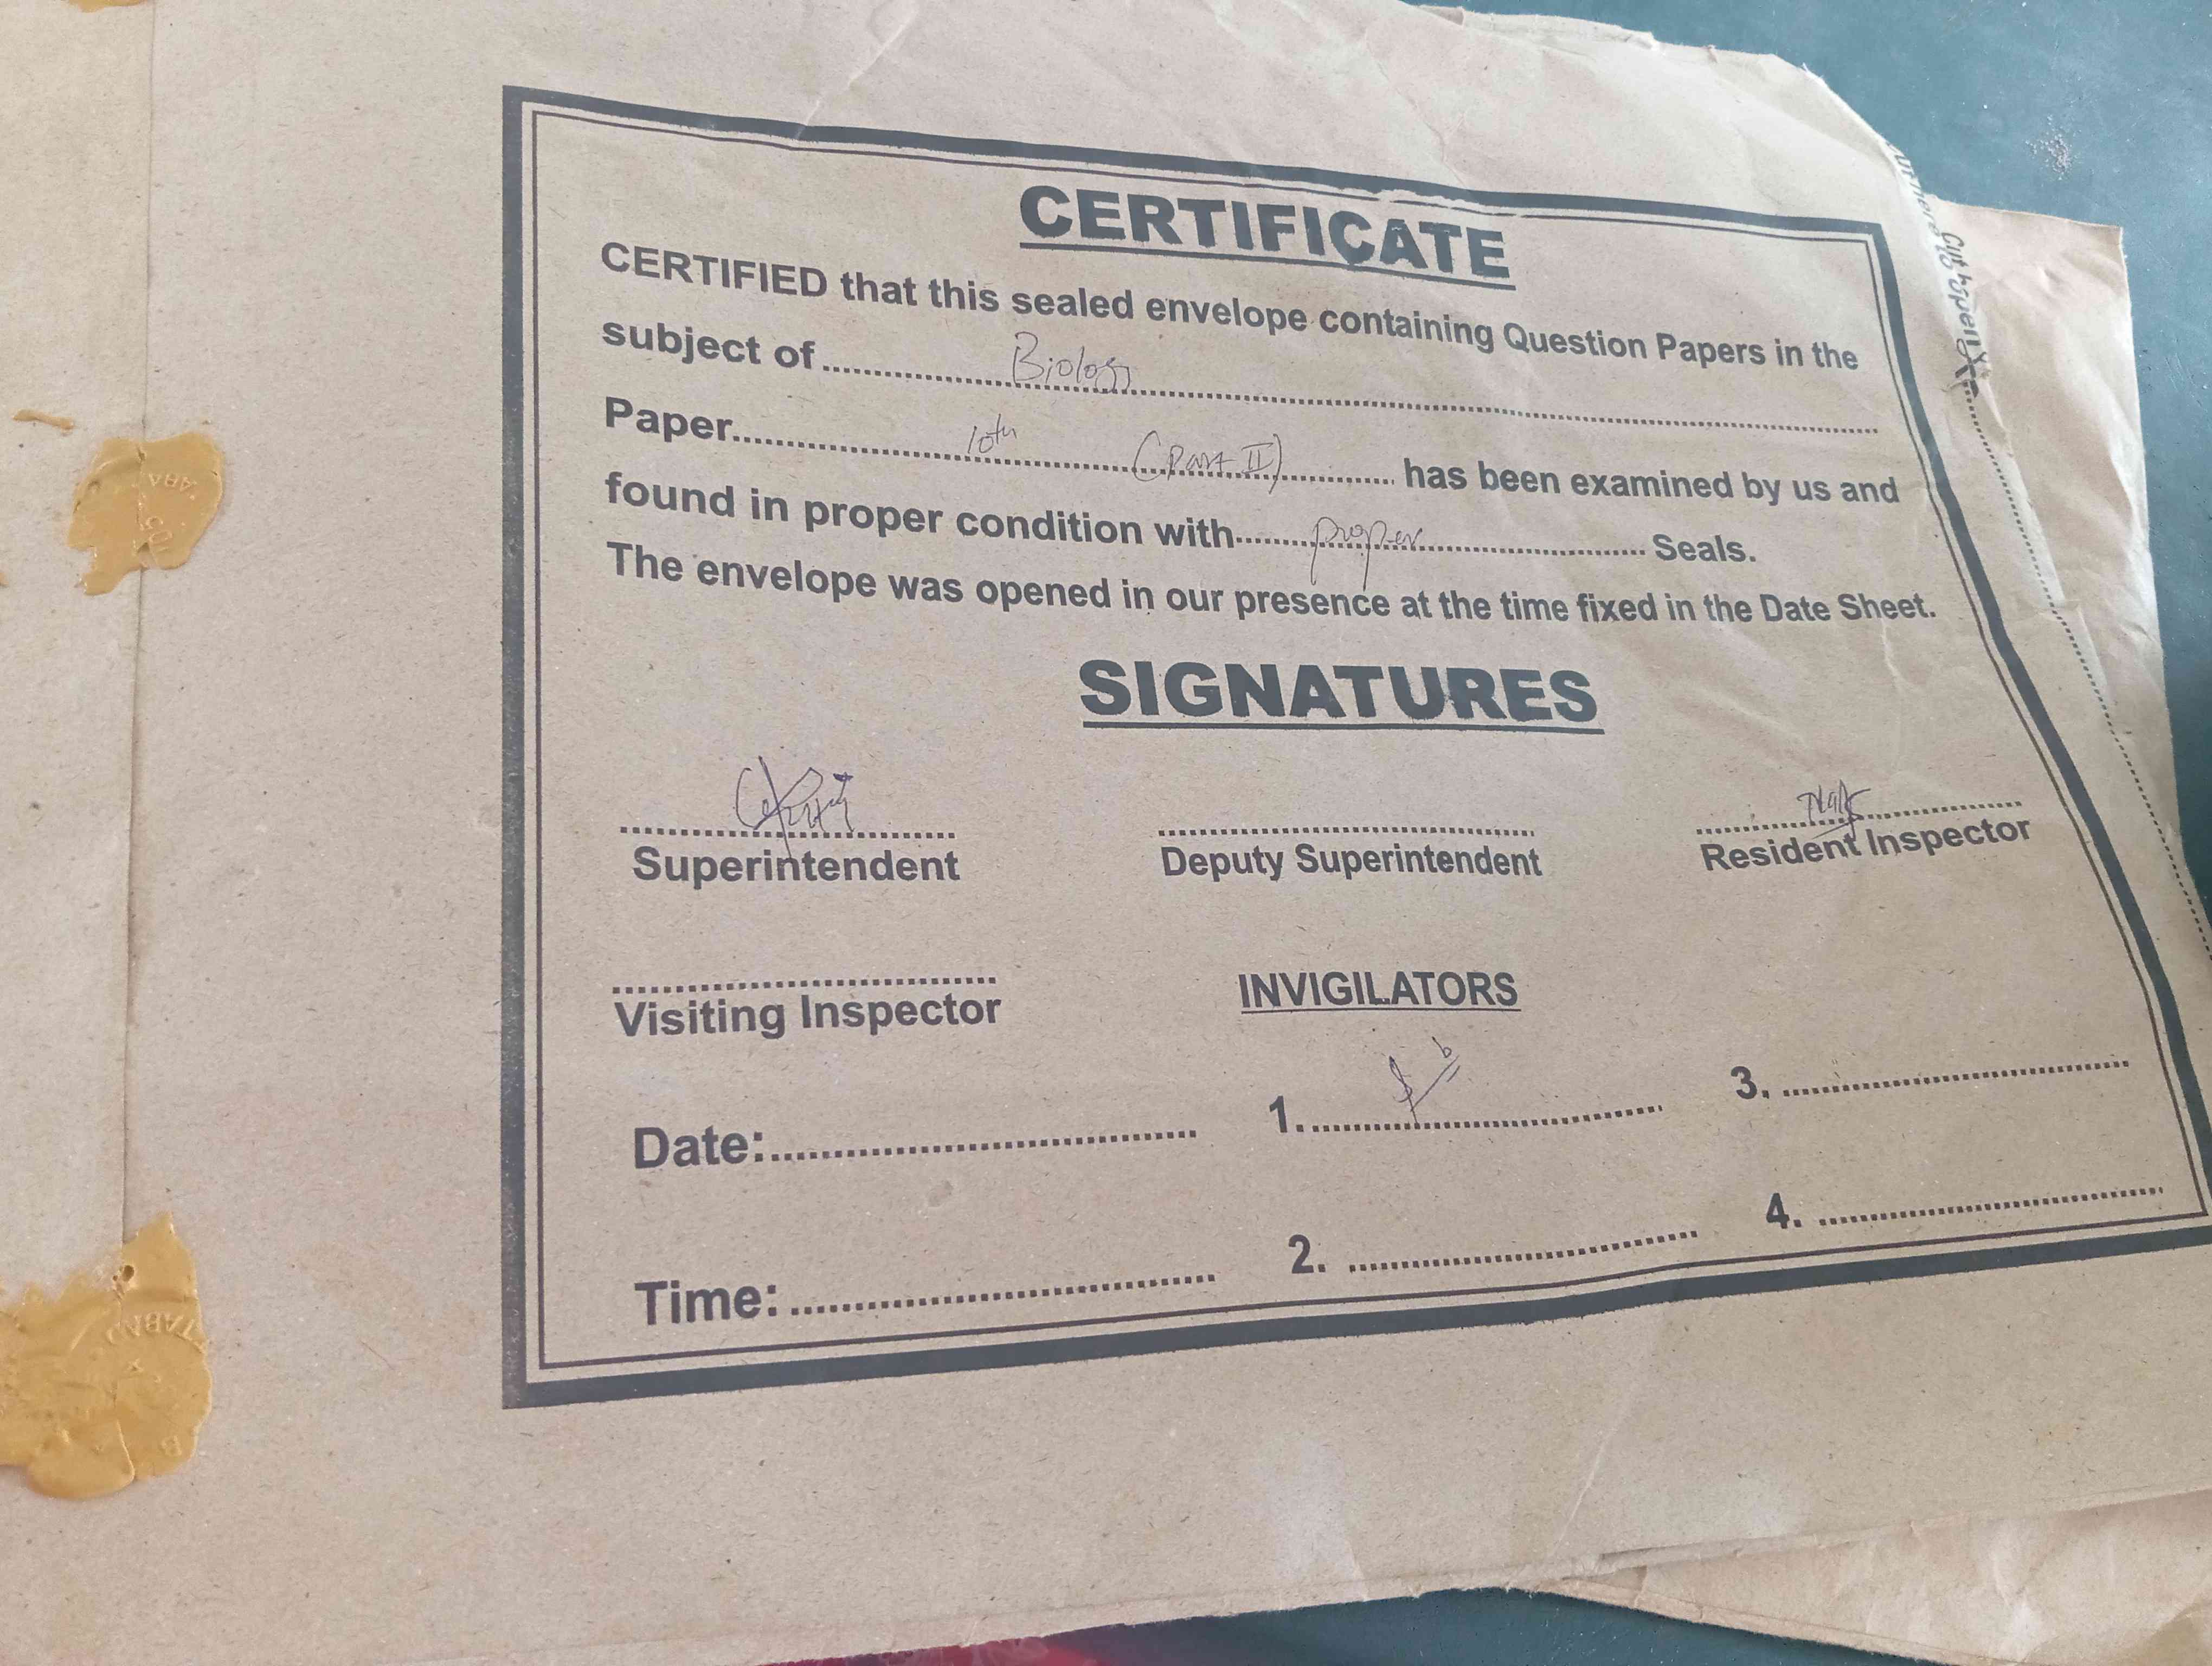 CERTIFICATE
CERTIFIED that this sealed envelope containing Question Papers in the
subject of.......... Biology ..........
Paper.......... 10th (Part II) .......... has been examined by us and
found in proper condition with.......... proper .......... Seals.
The envelope was opened in our presence at the time fixed in the Date Sheet.
SIGNATURES
Superintendent Deputy Superintendent Resident Inspector
Visiting Inspector INVIGILATORS
Date:.......... 1........... 3. ..........
Time:.......... 2. .......... 4. ..........
Cut here to open